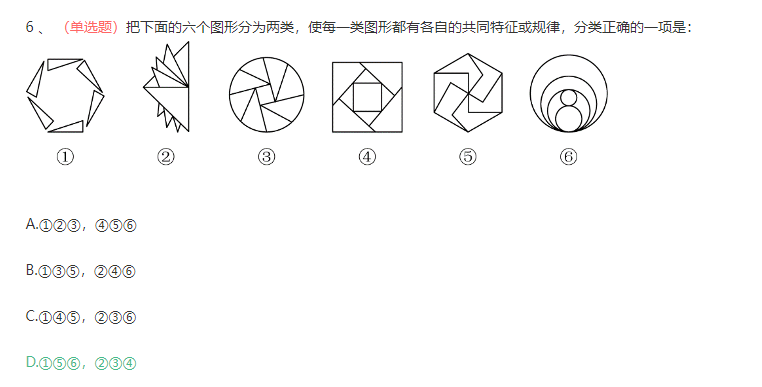 6 、 （单选题）把下面的六个图形分为两类，使每一类图形都有各自的共同特征或规律，分类正确的一项是：
① ② ③ ④ ⑤ ⑥
A.①②③，④⑤⑥
B.①③⑤，②④⑥
C.①④⑤，②③⑥
D.①⑤⑥，②③④